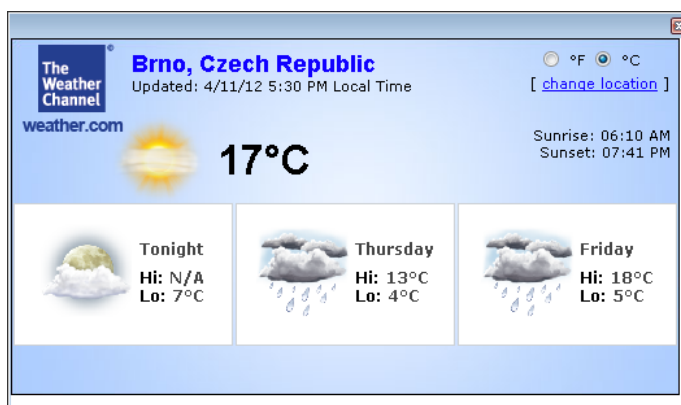 The
Weather
Channel
weather.com
Brno, Czech Republic
Updated: 4/11/12 5:30 PM Local Time
°F °C
[ change location ]
17°C
Sunrise: 06:10 AM
Sunset: 07:41 PM
Tonight
Hi: N/A
Lo: 7°C
Thursday
Hi: 13°C
Lo: 4°C
Friday
Hi: 18°C
Lo: 5°C